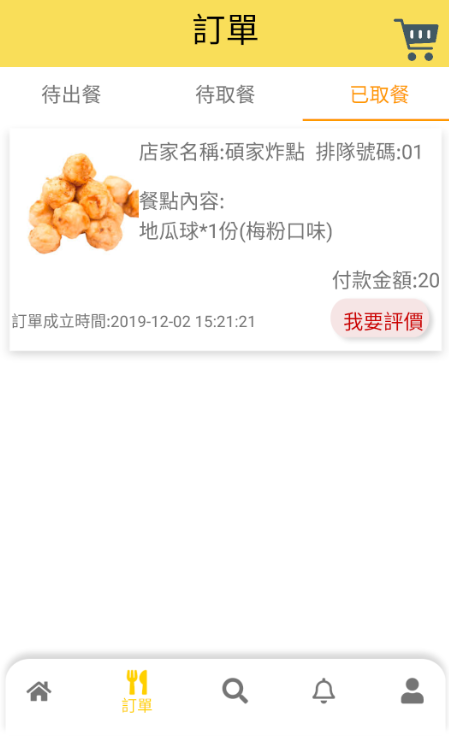 訂單
待出餐 待取餐 已取餐
店家名稱:碩家炸點 排隊號碼:01
餐點內容:
地瓜球*1份(梅粉口味)
付款金額:20
訂單成立時間:2019-12-02 15:21:21
我要評價
訂單